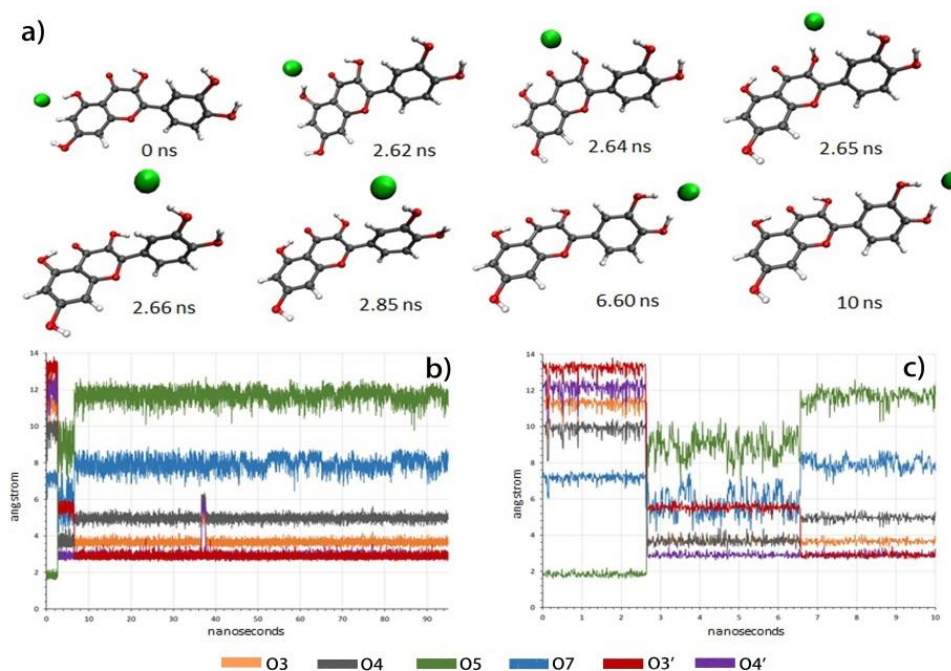 a)
0 ns
2.62 ns
2.64 ns
2.65 ns
2.66 ns
2.85 ns
6.60 ns
10 ns
b)
14
12
10
8
6
4
2
0
angstrom
0 10 20 30 40 50 60 70 80 90
nanoseconds
c)
14
12
10
8
6
4
2
0
angstrom
0 1 2 3 4 5 6 7 8 9 10
nanoseconds
O3 O4 O5 O7 O3′ O4′